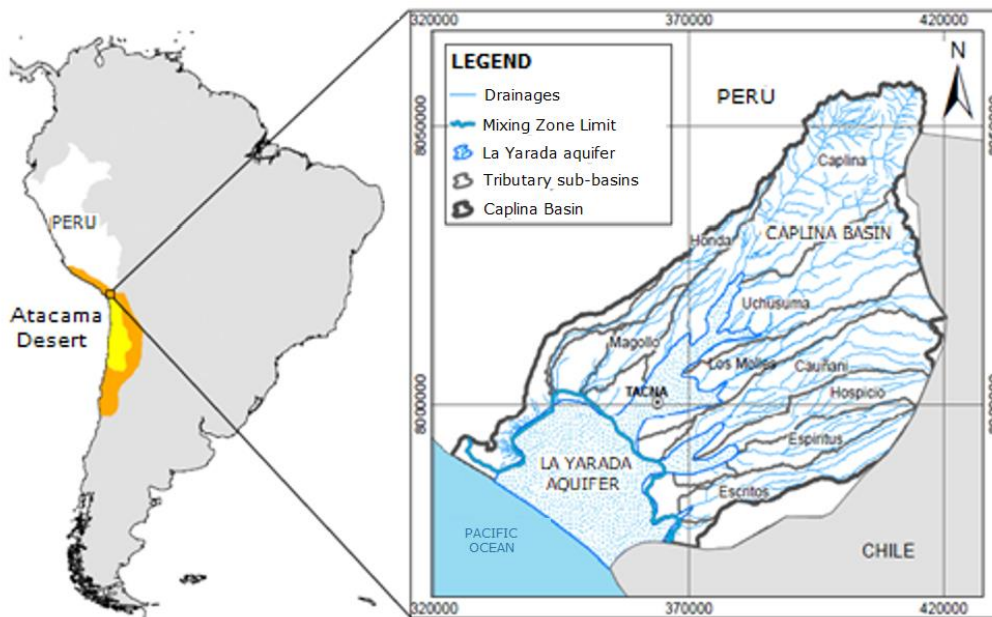 320000 370000 420000
LEGEND
Drainages
Mixing Zone Limit
La Yarada aquifer
Tributary sub-basins
Caplina Basin
N
PERU
Caplina
PERU
Honda
CAPLINA BASIN
Atacama
Desert
Uchusuma
Magollo
Los Molles
Cauñani
TACNA
Hospicio
8000000
Espiritus
LA YARADA
AQUIFER
Escritos
PACIFIC
OCEAN
CHILE
320000 370000 420000